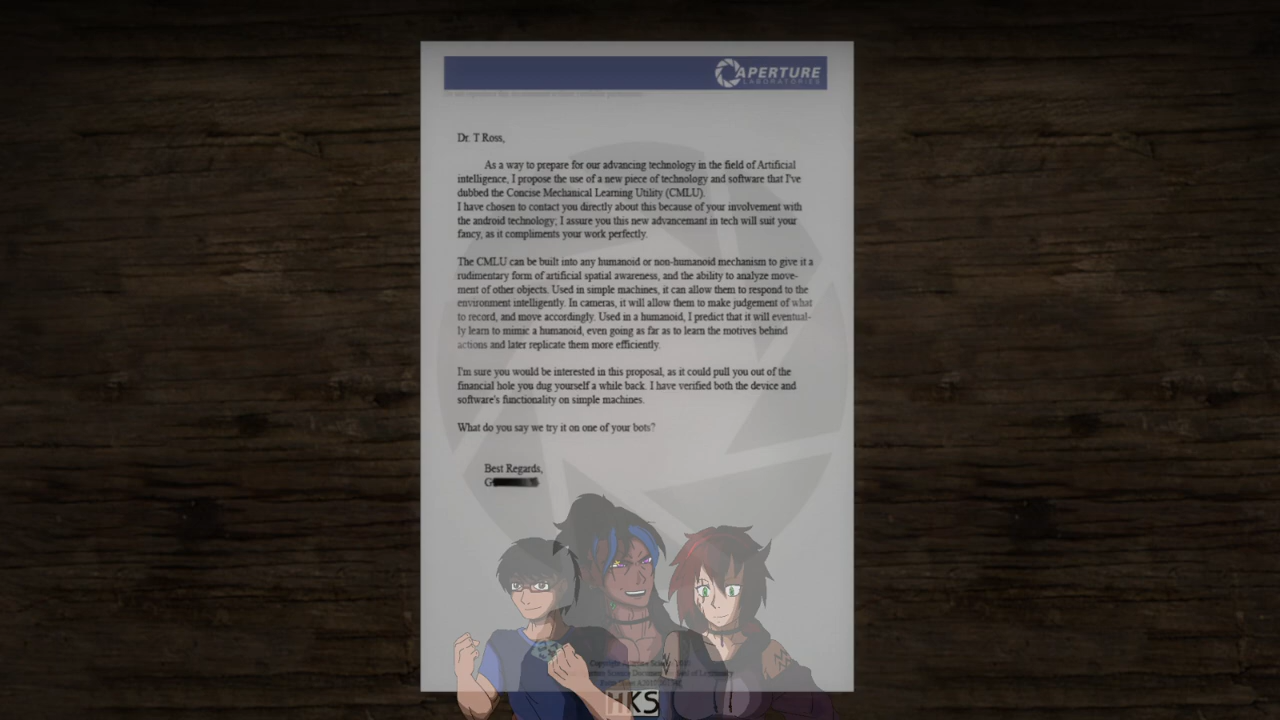 APERTURE
LABORATORIES
Dr. T Ross,
As a way to prepare for our advancing technology in the field of Artificial
intelligence, I propose the use of a new piece of technology and software that I've
dubbed the Concise Mechanical Learning Utility (CMLU).
I have chosen to contact you directly about this because of your involvement with
the android technology; I assure you this new advancemant in tech will suit your
fancy, as it compliments your work perfectly.
The CMLU can be built into any humanoid or non-humanoid mechanism to give it a
rudimentary form of artificial spatial awareness, and the ability to analyze move-
ment of other objects. Used in simple machines, it can allow them to respond to the
environment intelligently. In cameras, it will allow them to make judgement of what
to record, and move accordingly. Used in a humanoid, I predict that it will eventual-
ly learn to mimic a humanoid, even going as far as to learn the motives behind
actions and later replicate them more efficiently.
I'm sure you would be interested in this proposal, as it could pull you out of the
financial hole you dug yourself a while back. I have verified both the device and
software's functionality on simple machines.
What do you say we try it on one of your bots?
Best Regards,
G
Copyright Aperture
HKS